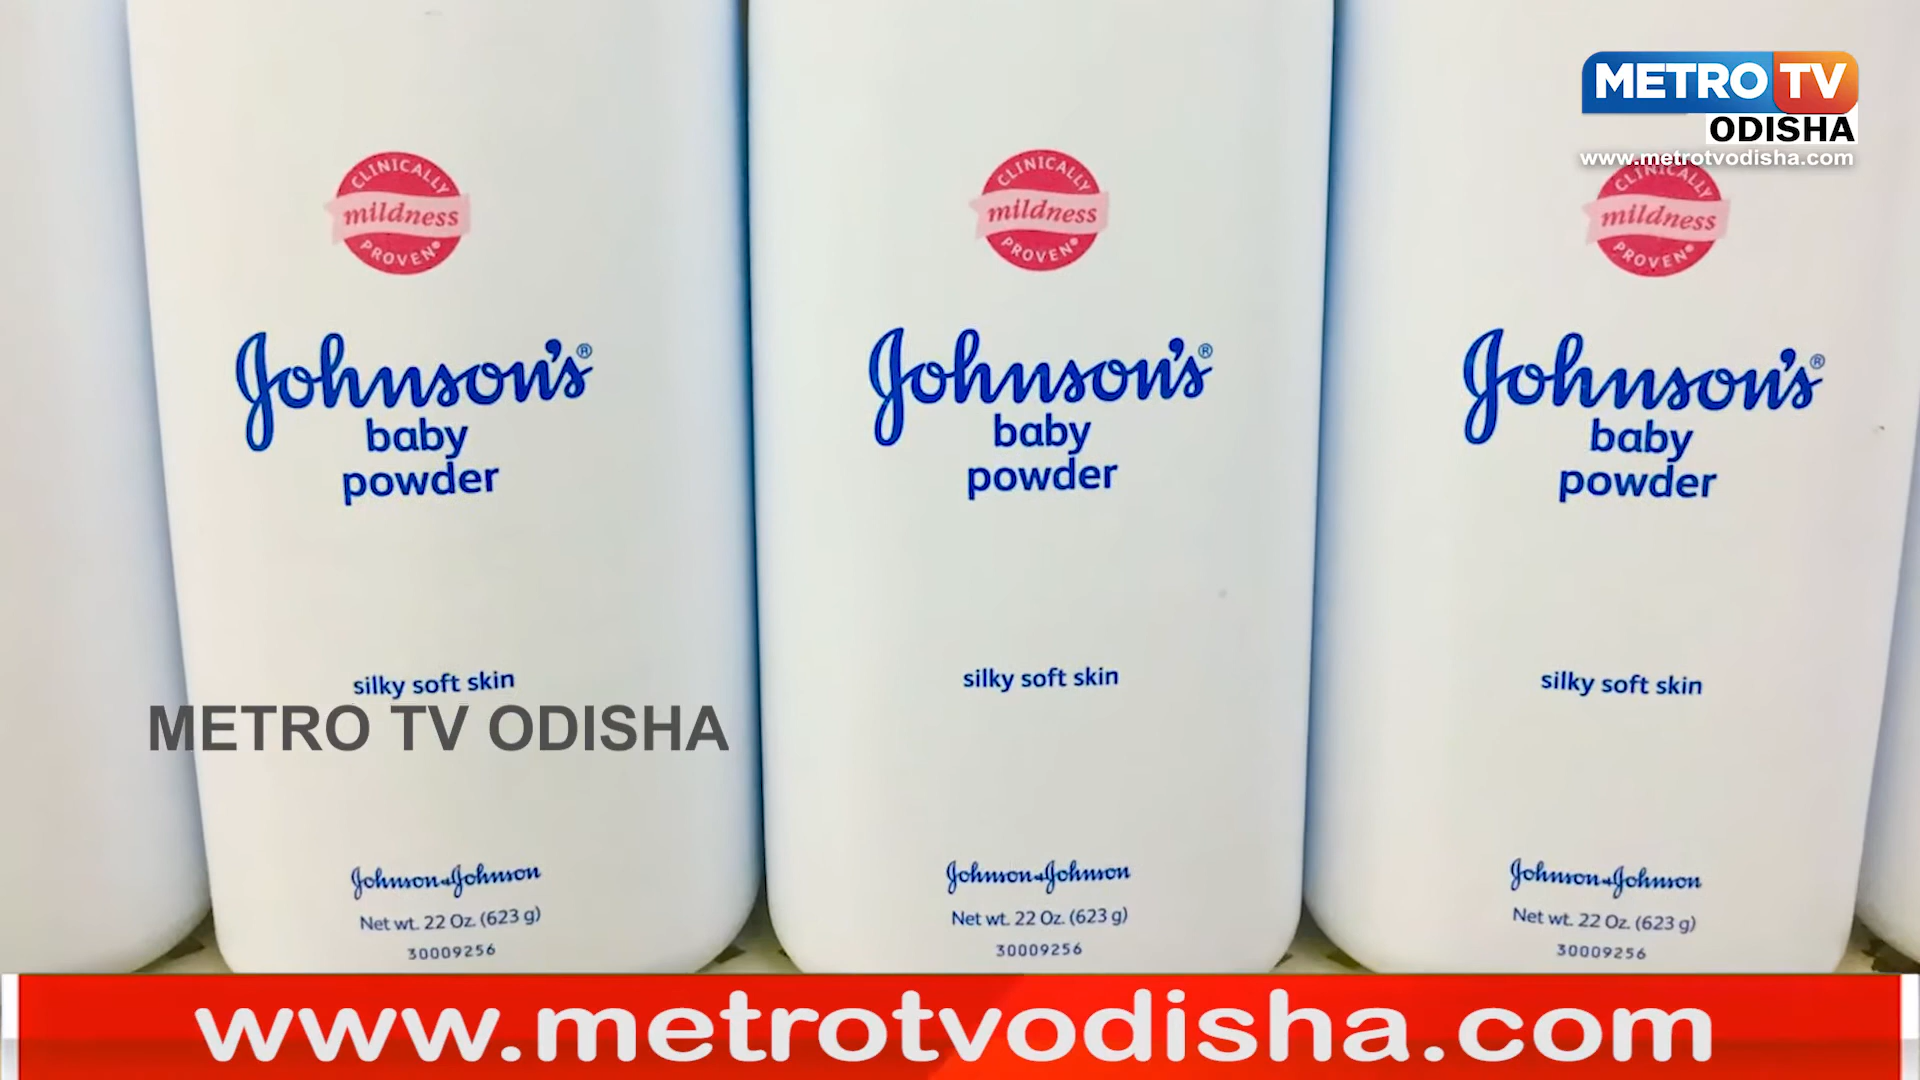 METRO TV
ODISHA
www.metrotvodisha.com
CLINICALLY
mildness
PROVEN®
Johnson's®
baby
powder
silky soft skin
Johnson & Johnson
Net wt. 22 Oz. (623 g)
30009256
CLINICALLY
mildness
PROVEN®
Johnson's®
baby
powder
silky soft skin
Johnson & Johnson
Net wt. 22 Oz. (623 g)
30009256
CLINICALLY
mildness
PROVEN®
Johnson's®
baby
powder
silky soft skin
Johnson & Johnson
Net wt. 22 Oz. (623 g)
30009256
METRO TV ODISHA
www.metrotvodisha.com